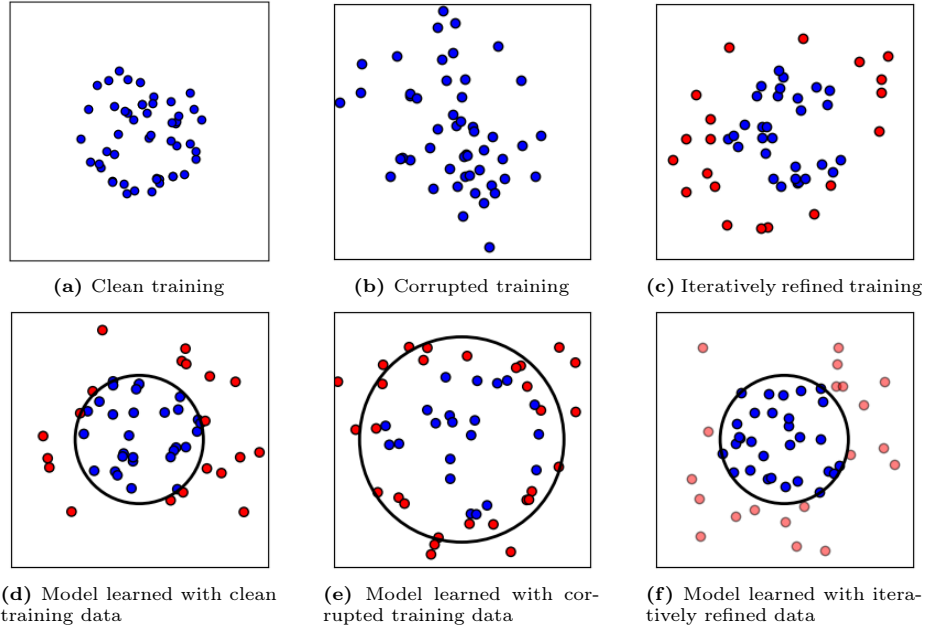 (a) Clean training
(b) Corrupted training
(c) Iteratively refined training
(d) Model learned with clean
training data
(e) Model learned with cor-
rupted training data
(f) Model learned with itera-
tively refined data